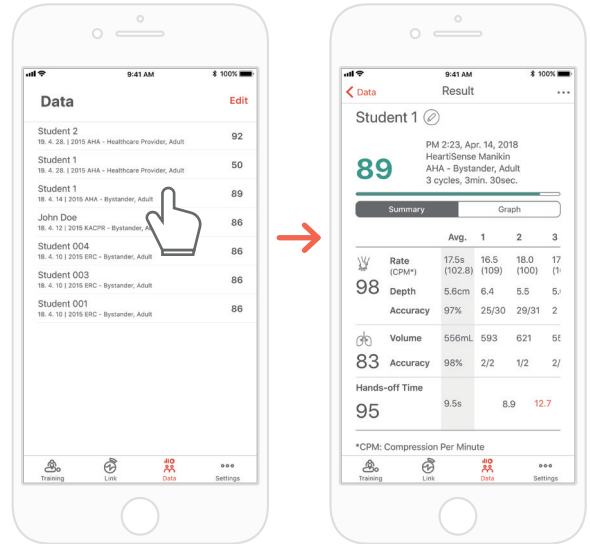 9:41 AM
100%
Data
Edit
Student 2
92
19. 4. 28. | 2015 AHA - Healthcare Provider, Adult
Student 1
50
19. 4. 28. | 2015 AHA - Healthcare Provider, Adult
Student 1
89
18. 4. 14 | 2015 AHA - Bystander, Adult
John Doe
86
18. 4. 12 | 2015 KACPR - Bystander, A
Student 004
86
18. 4. 10 | 2015 ERC - Bystander, Adult
Student 003
86
18. 4. 10 | 2015 ERC - Bystander, Adult
Student 001
86
18. 4. 10 | 2015 ERC - Bystander, Adult
Training Link Data Settings
9:41 AM
100%
Data
Result
Student 1
89
PM 2:23, Apr. 14, 2018
HeartiSense Manikin
AHA - Bystander, Adult
3 cycles, 3min. 30sec.
Summary Graph
Avg. 1 2 3
Rate 17.5s 16.5 18.0 17
(CPM*) (102.8) (109) (100) (1
98
Depth 5.6cm 6.4 5.5 5.
Accuracy 97% 25/30 29/31 2
Volume 556mL 593 621 55
83
Accuracy 98% 2/2 1/2 2/
Hands-off Time
95
9.5s 8.9 12.7
*CPM: Compression Per Minute
Training Link Data Settings